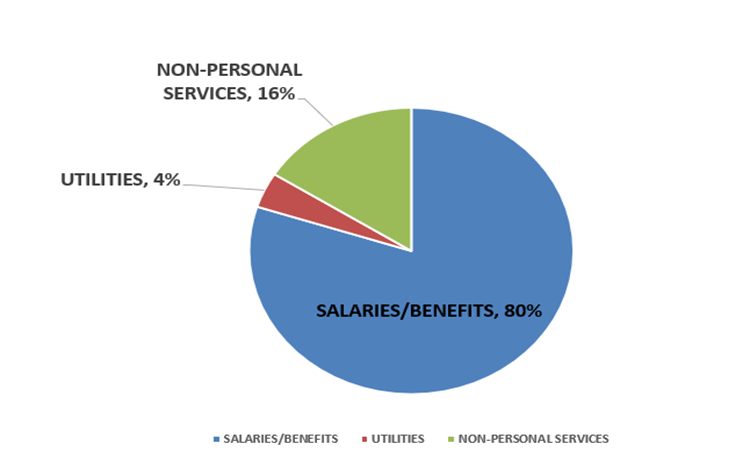 NON-PERSONAL
SERVICES, 16%
UTILITIES, 4%
SALARIES/BENEFITS, 80%
SALARIES/BENEFITS UTILITIES NON-PERSONAL SERVICES